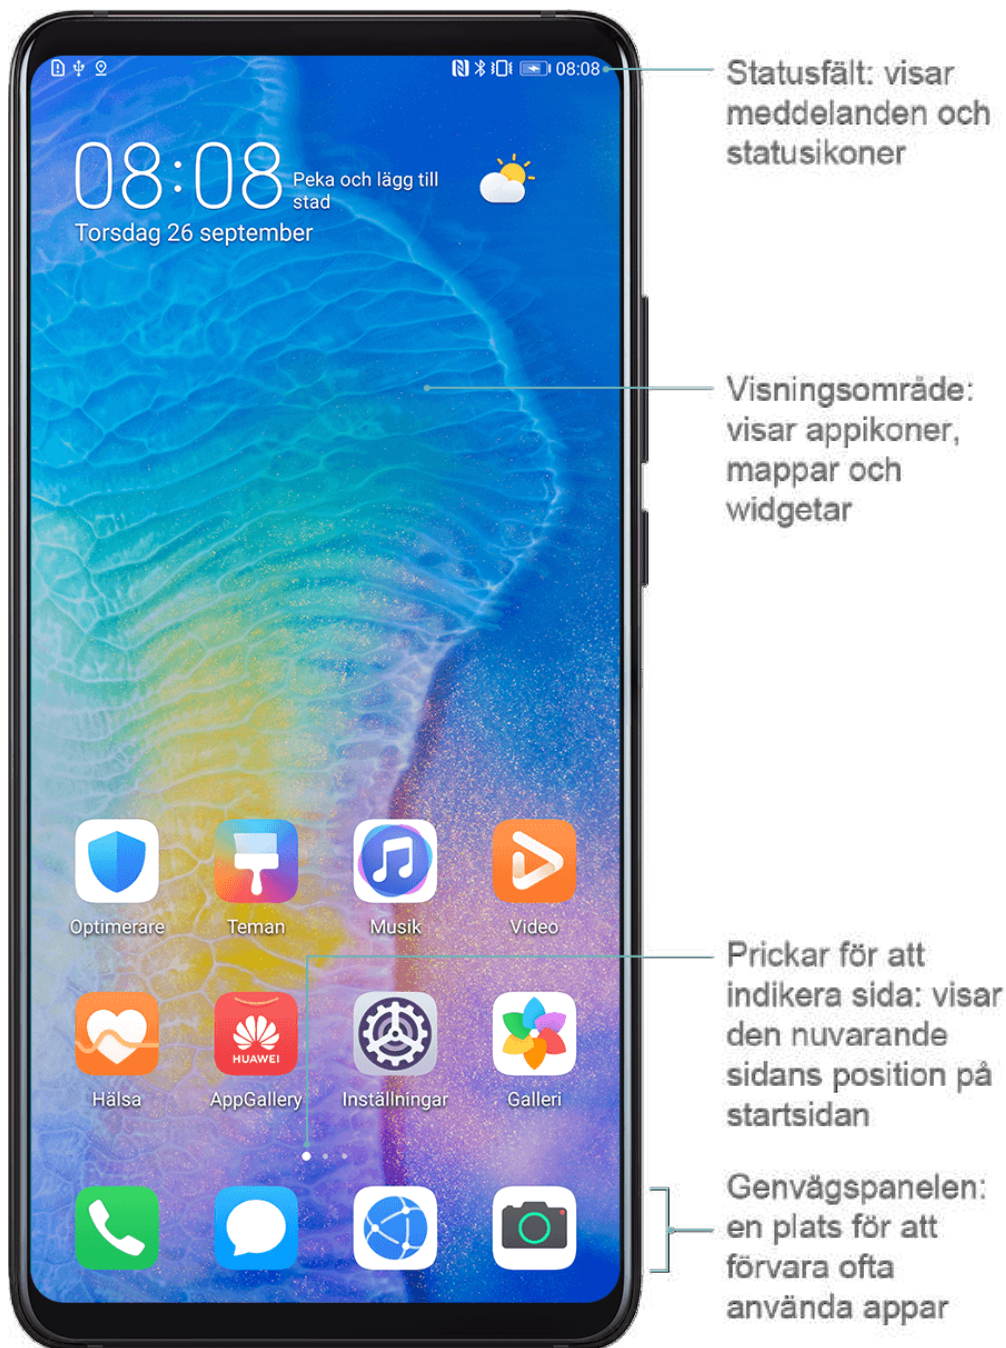 08:08
Statusfält: visar
meddelanden och
statusikoner
08:08
Peka och lägg till
stad
Torsdag 26 september
Visningsområde:
visar appikoner,
mappar och
widgetar
Optimerare
Teman
Musik
Video
Prickar för att
indikera sida: visar
den nuvarande
sidans position på
startsidan
HUAWEI
Hälsa
AppGallery
Inställningar
Galleri
Genvägspanelen:
en plats för att
förvara ofta
använda appar